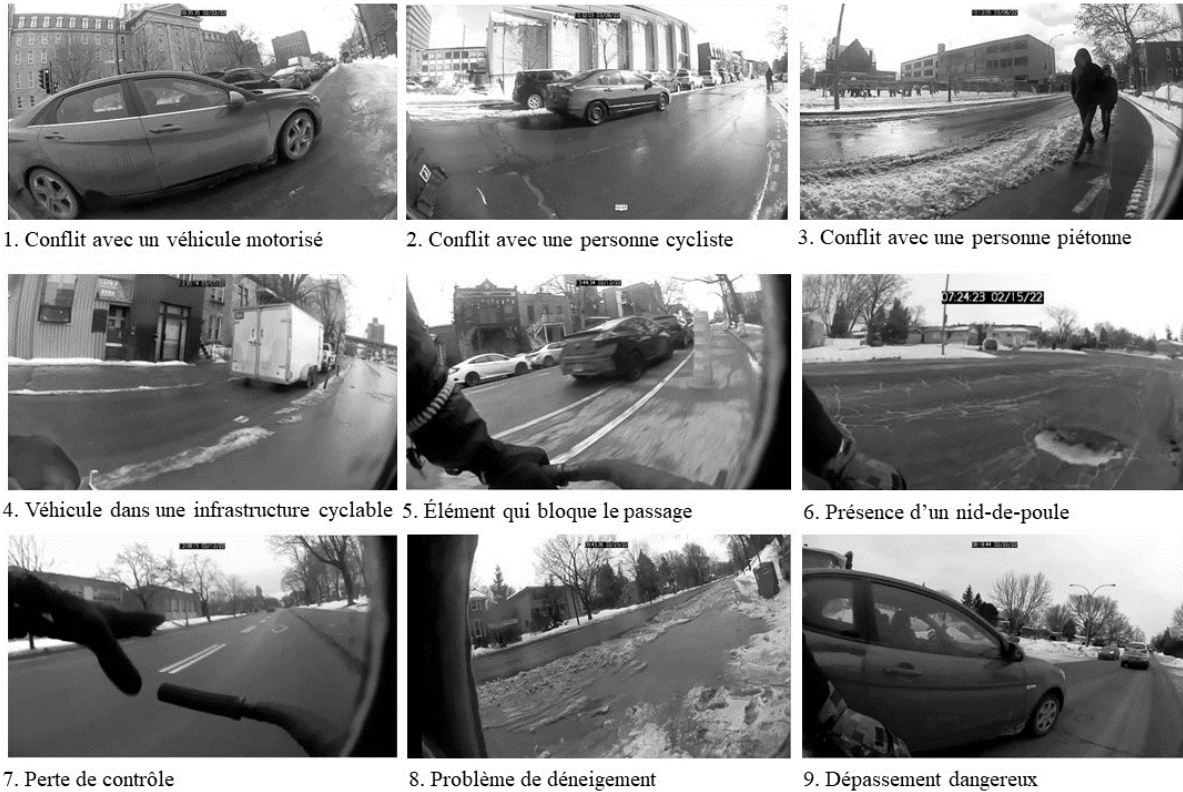 1. Conflit avec un véhicule motorisé
2. Conflit avec une personne cycliste
3. Conflit avec une personne piétonne
4. Véhicule dans une infrastructure cyclable
5. Élément qui bloque le passage
07:24:23 02/15/22
6. Présence d'un nid-de-poule
7. Perte de contrôle
8. Problème de déneigement
9. Dépassement dangereux